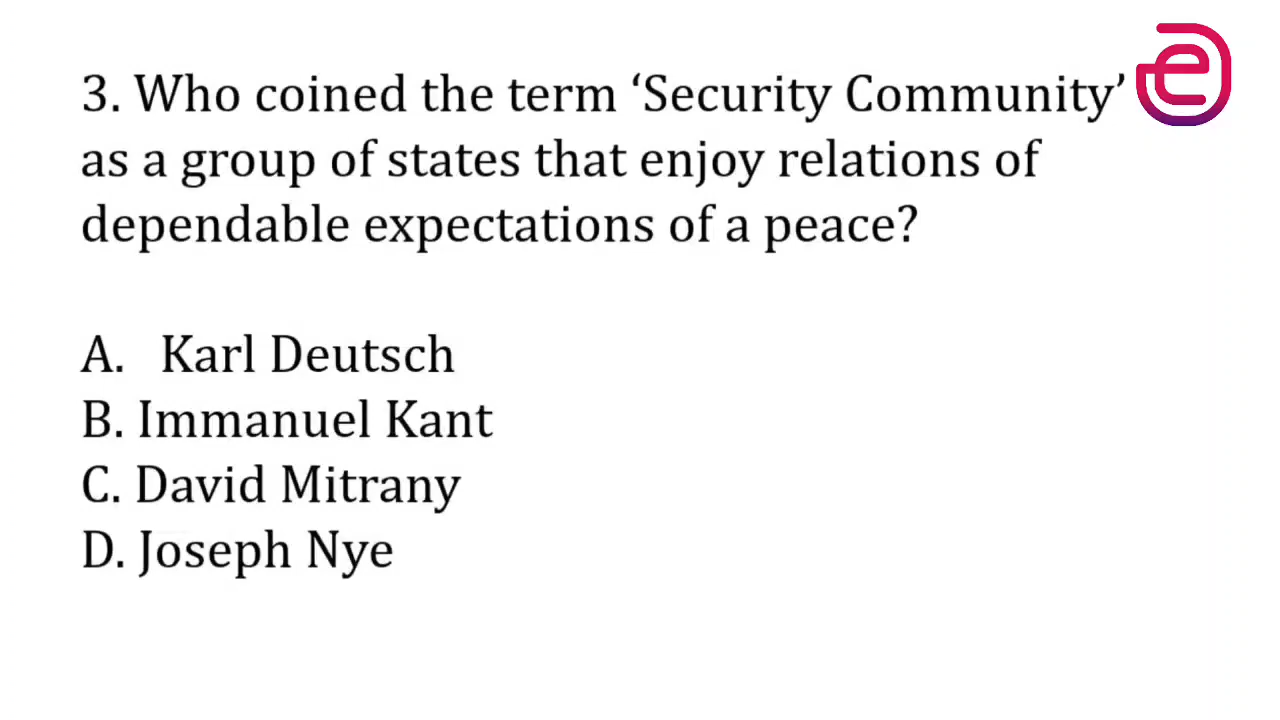 3. Who coined the term ‘Security Community’
as a group of states that enjoy relations of
dependable expectations of a peace?
A. Karl Deutsch
B. Immanuel Kant
C. David Mitrany
D. Joseph Nye